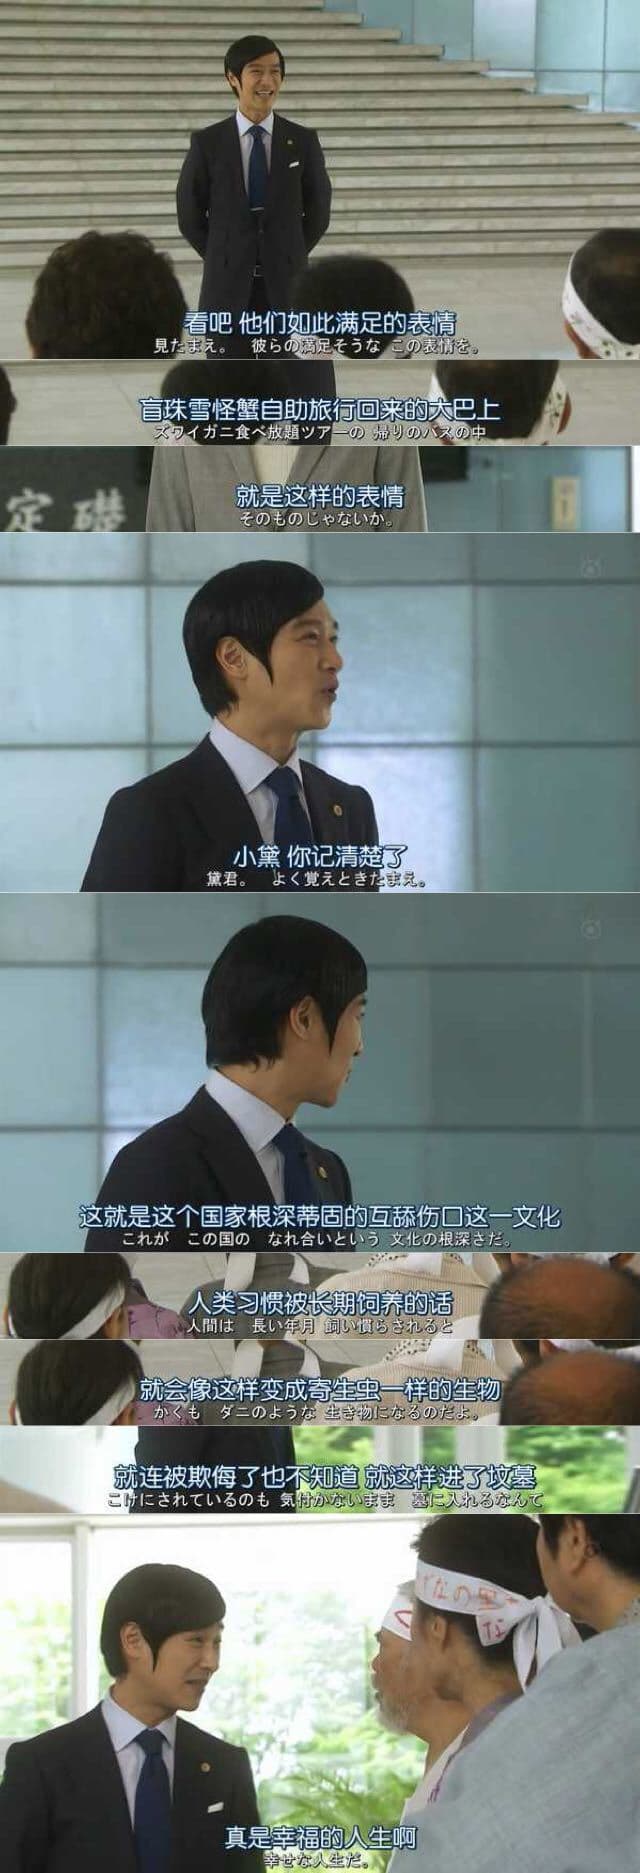 看吧 他们如此满足的表情
見たまえ。 彼らの満足そうな この表情を。
盲珠雪怪蟹自助旅行回来的大巴上
ズワイガニ食べ放題ツアーの 帰りのバスの中
定礎
就是这样的表情
そのものじゃないか。
小黛 你记清楚了
黛君。 よく覚えときたまえ。
这就是这个国家根深蒂固的互舔伤口这一文化
これが この国の なれ合いという 文化の根深さだ。
人类习惯被长期饲养的话
人間は 長い年月 飼い慣らされると
就会像这样变成寄生虫一样的生物
かくも ダニのような 生き物になるのだよ。
就连被欺侮了也不知道 就这样进了坟墓
こけにされているのも 気付かないまま 墓に入れるなんて
真是幸福的人生啊
幸せな人生だ。